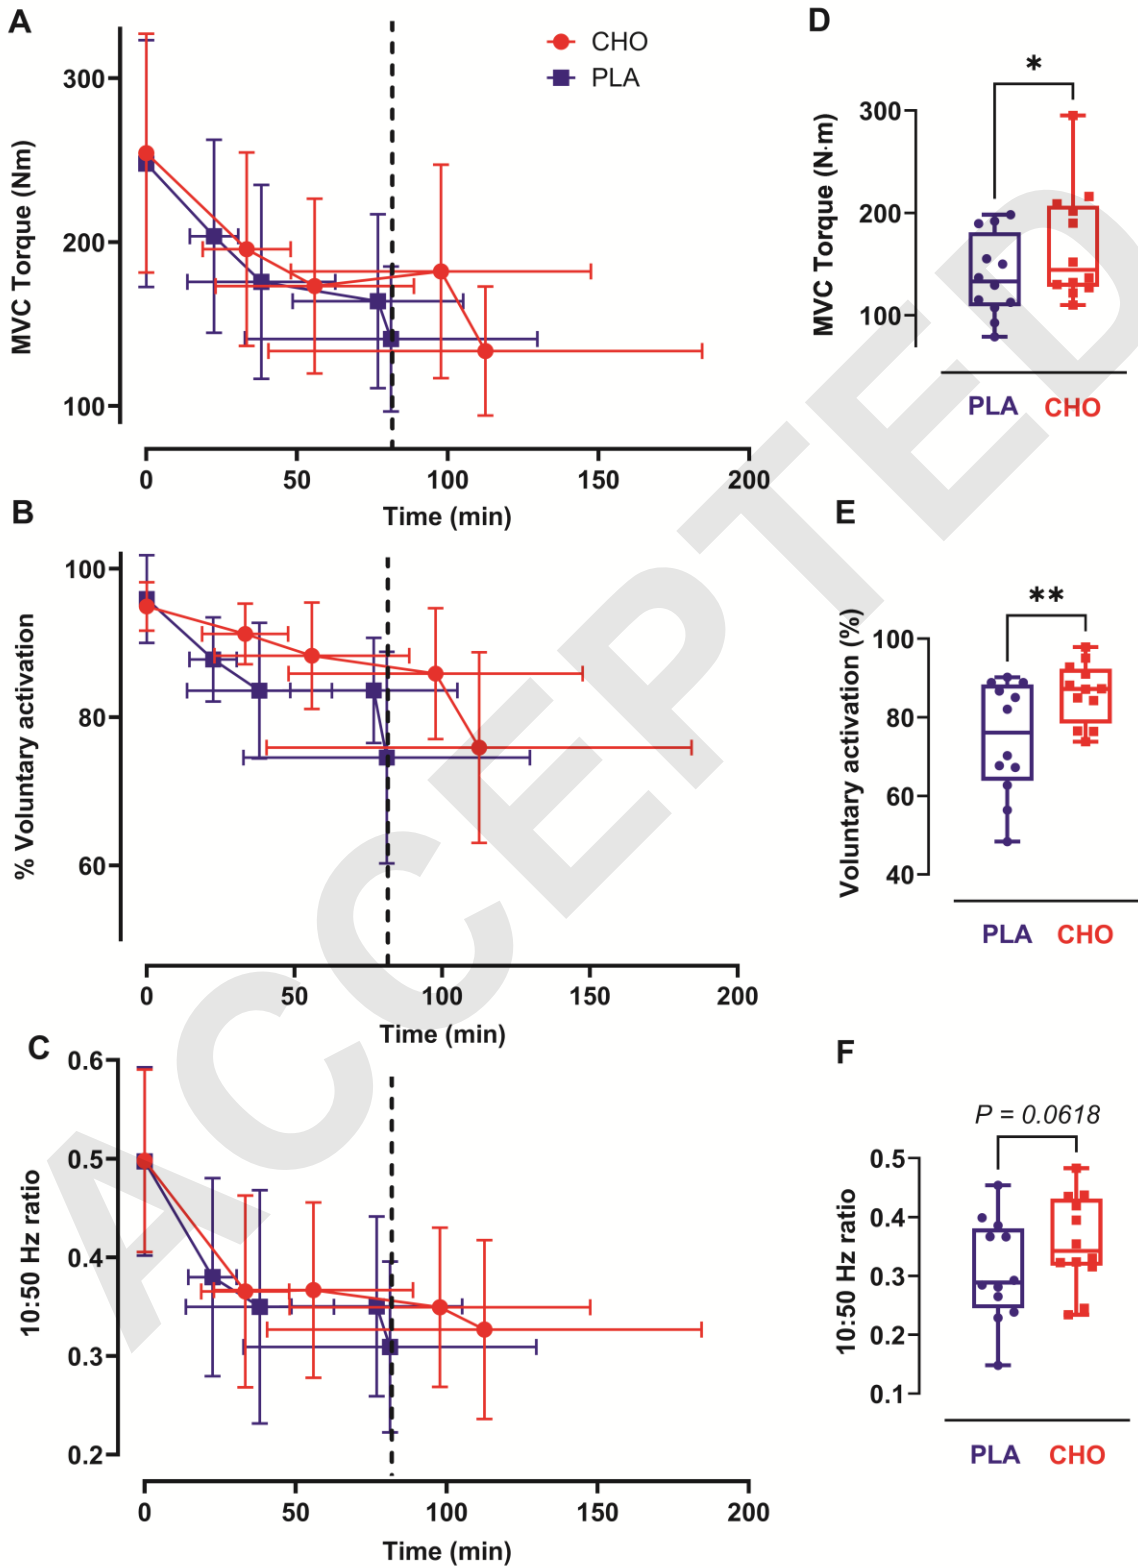 A
CHO
PLA
MVC Torque (Nm)
300
200
100
0 50 100 150 200
Time (min)
D
*
MVC Torque (N·m)
300
200
100
PLA CHO
B
% Voluntary activation
100
80
60
0 50 100 150 200
Time (min)
E
**
Voluntary activation (%)
100
80
60
40
PLA CHO
C
10:50 Hz ratio
0.6
0.5
0.4
0.3
0.2
0 50 100 150 200
Time (min)
F
P = 0.0618
10:50 Hz ratio
0.5
0.4
0.3
0.2
0.1
PLA CHO
ACCEPTED